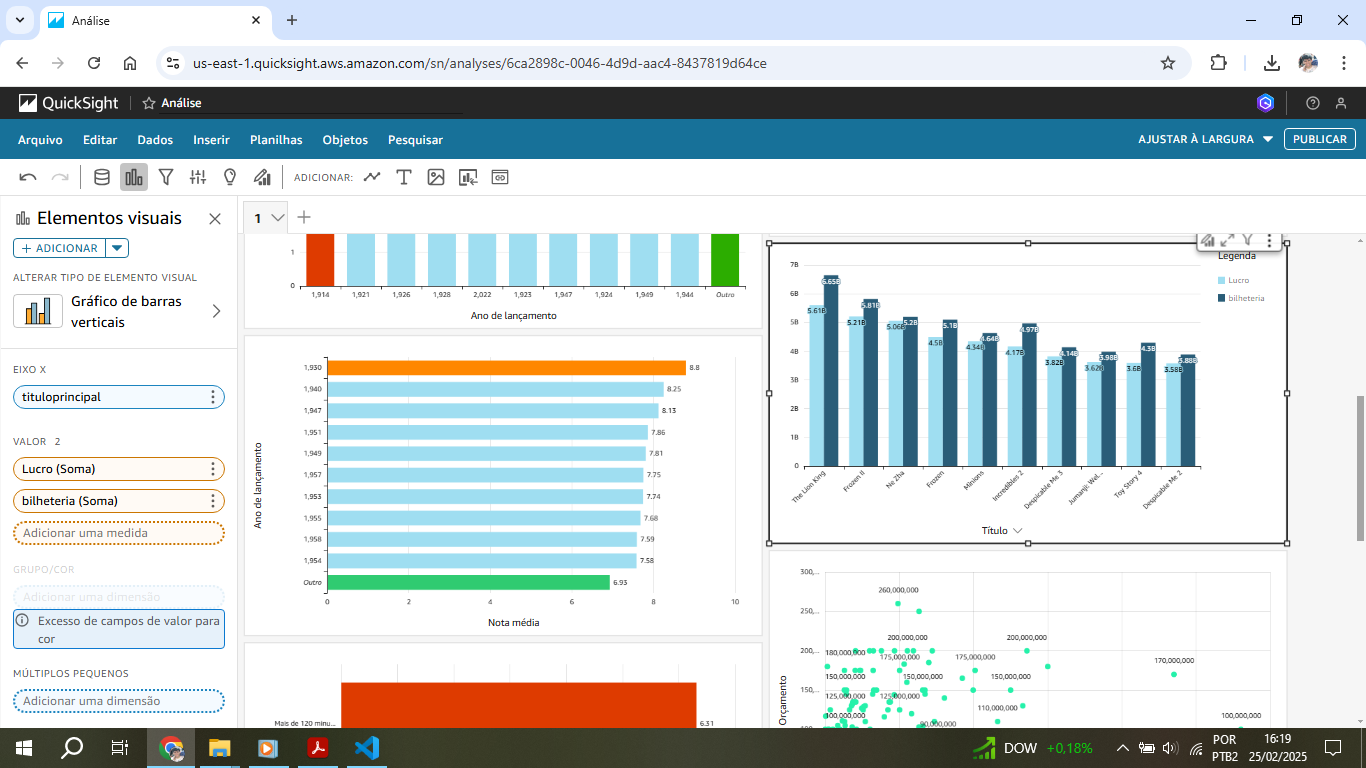 Análise
us-east-1.quicksight.aws.amazon.com/sn/analyses/6ca2898c-0046-4d9d-aac4-8437819d64ce
QuickSight
Análise
Arquivo Editar Dados Inserir Planilhas Objetos Pesquisar
AJUSTAR À LARGURA PUBLICAR
ADICIONAR:
Elementos visuais
ADICIONAR
ALTERAR TIPO DE ELEMENTO VISUAL
Gráfico de barras
verticais
EIXO X
tituloprincipal
VALOR 2
Lucro (Soma)
bilheteria (Soma)
Adicionar uma medida
GRUPO/COR
Adicionar uma dimensão
Excesso de campos de valor para
cor
MÚLTIPLOS PEQUENOS
Adicionar uma dimensão
1
1
0
1,914 1,921 1,926 1,928 2,022 1,923 1,947 1,924 1,949 1,944 Outro
Ano de lançamento
Ano de lançamento
1,930 8.8
1,940 8.25
1,947 8.13
1,951 7.86
1,949 7.81
1,957 7.75
1,953 7.74
1,955 7.68
1,958 7.59
1,954 7.58
Outro 6.93
0 2 4 6 8 10
Nota média
Mais de 120 minu... 6.31
Legenda
Lucro
bilheteria
7B
6B
5B
4B
3B
2B
1B
0
5.61B 6.65B
5.21B 5.81B
5.06B 5.2B
4.5B 5.1B
4.34B 4.64B
4.17B 4.97B
3.82B 4.14B
3.62B 3.98B
3.6B 4.3B
3.58B 3.88B
The Lion King
Frozen II
Ne Zha
Frozen
Minions
Incredibles 2
Despicable Me 3
Jumanji: Wel...
Toy Story 4
Despicable Me 2
Título
Orçamento
300,...
250,...
200,...
150,...
100,...
260,000,000
200,000,000 200,000,000
180,000,000 175,000,000 175,000,000 170,000,000
150,000,000 150,000,000 150,000,000
125,000,000 125,000,000
110,000,000
100,000,000 100,000,000
90,000,000
DOW +0,18%
POR
PTB2
16:19
25/02/2025